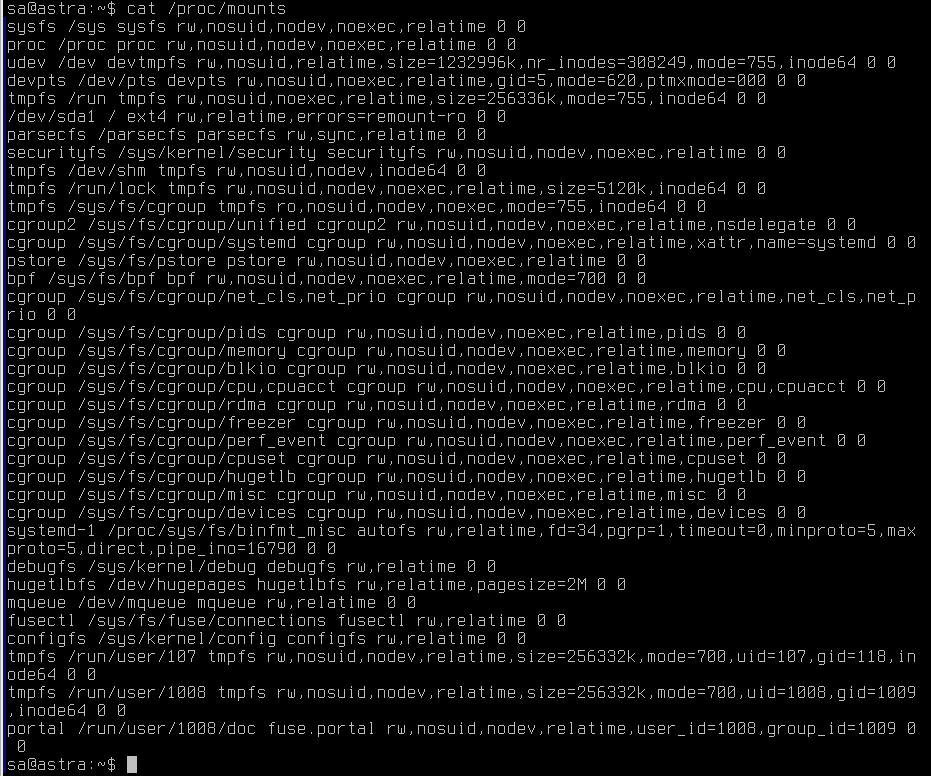 sa@astra:~$ cat /proc/mounts
sysfs /sys sysfs rw,nosuid,nodev,noexec,relatime 0 0
proc /proc proc rw,nosuid,nodev,noexec,relatime 0 0
udev /dev devtmpfs rw,nosuid,relatime,size=1232996k,nr_inodes=308249,mode=755,inode64 0 0
devpts /dev/pts devpts rw,nosuid,noexec,relatime,gid=5,mode=620,ptmxmode=000 0 0
tmpfs /run tmpfs rw,nosuid,nodev,noexec,relatime,size=256336k,mode=755,inode64 0 0
/dev/sda1 / ext4 rw,relatime,errors=remount-ro 0 0
parsecfs /parsecfs parsecfs rw,sync,relatime 0 0
securityfs /sys/kernel/security securityfs rw,nosuid,nodev,noexec,relatime 0 0
tmpfs /dev/shm tmpfs rw,nosuid,nodev,inode64 0 0
tmpfs /run/lock tmpfs rw,nosuid,nodev,noexec,relatime,size=5120k,inode64 0 0
tmpfs /sys/fs/cgroup tmpfs ro,nosuid,nodev,noexec,mode=755,inode64 0 0
cgroup2 /sys/fs/cgroup/unified cgroup2 rw,nosuid,nodev,noexec,relatime,nsdelegate 0 0
cgroup /sys/fs/cgroup/systemd cgroup rw,nosuid,nodev,noexec,relatime,xattr,name=systemd 0 0
pstore /sys/fs/pstore pstore rw,nosuid,nodev,noexec,relatime 0 0
bpf /sys/fs/bpf bpf rw,nosuid,nodev,noexec,relatime,mode=700 0 0
cgroup /sys/fs/cgroup/net_cls,net_prio cgroup rw,nosuid,nodev,noexec,relatime,net_cls,net_p
rio 0 0
cgroup /sys/fs/cgroup/pids cgroup rw,nosuid,nodev,noexec,relatime,pids 0 0
cgroup /sys/fs/cgroup/memory cgroup rw,nosuid,nodev,noexec,relatime,memory 0 0
cgroup /sys/fs/cgroup/blkio cgroup rw,nosuid,nodev,noexec,relatime,blkio 0 0
cgroup /sys/fs/cgroup/cpu,cpuacct cgroup rw,nosuid,nodev,noexec,relatime,cpu,cpuacct 0 0
cgroup /sys/fs/cgroup/rdma cgroup rw,nosuid,nodev,noexec,relatime,rdma 0 0
cgroup /sys/fs/cgroup/freezer cgroup rw,nosuid,nodev,noexec,relatime,freezer 0 0
cgroup /sys/fs/cgroup/perf_event cgroup rw,nosuid,nodev,noexec,relatime,perf_event 0 0
cgroup /sys/fs/cgroup/cpuset cgroup rw,nosuid,nodev,noexec,relatime,cpuset 0 0
cgroup /sys/fs/cgroup/hugetlb cgroup rw,nosuid,nodev,noexec,relatime,hugetlb 0 0
cgroup /sys/fs/cgroup/misc cgroup rw,nosuid,nodev,noexec,relatime,misc 0 0
cgroup /sys/fs/cgroup/devices cgroup rw,nosuid,nodev,noexec,relatime,devices 0 0
systemd-1 /proc/sys/fs/binfmt_misc autofs rw,relatime,fd=34,pgrp=1,timeout=0,minproto=5,max
proto=5,direct,pipe_ino=16790 0 0
debugfs /sys/kernel/debug debugfs rw,relatime 0 0
hugetlbfs /dev/hugepages hugetlbfs rw,relatime,pagesize=2M 0 0
mqueue /dev/mqueue mqueue rw,relatime 0 0
fusectl /sys/fs/fuse/connections fusectl rw,relatime 0 0
configfs /sys/kernel/config configfs rw,relatime 0 0
tmpfs /run/user/107 tmpfs rw,nosuid,nodev,relatime,size=256332k,mode=700,uid=107,gid=118,in
ode64 0 0
tmpfs /run/user/1008 tmpfs rw,nosuid,nodev,relatime,size=256332k,mode=700,uid=1008,gid=1009
,inode64 0 0
portal /run/user/1008/doc fuse.portal rw,nosuid,nodev,relatime,user_id=1008,group_id=1009 0
 0
sa@astra:~$